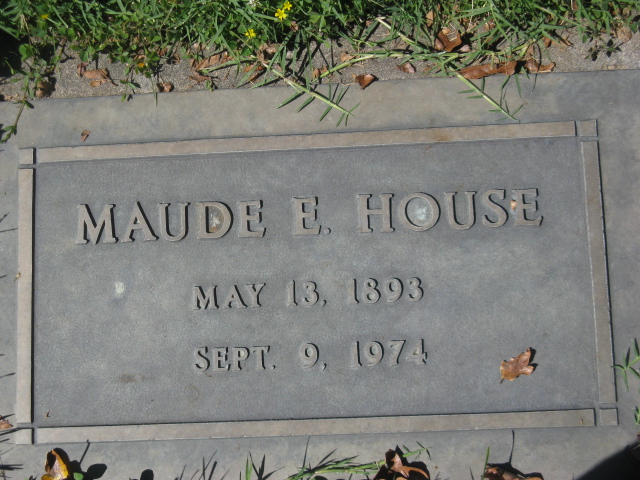 MAUDE E. HOUSE
MAY 13, 1893
SEPT. 9, 1974